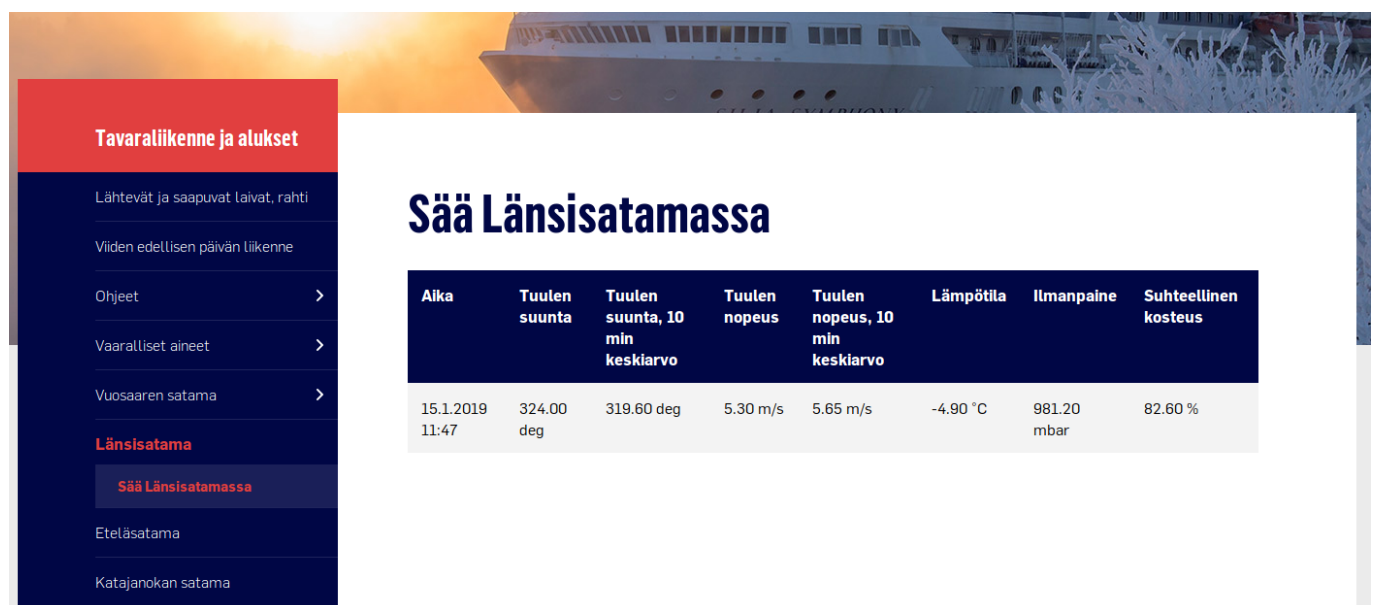 SILJA SYMPHONY
Tavaraliikenne ja alukset
Lähtevät ja saapuvat laivat, rahti
Viiden edellisen päivän liikenne
Ohjeet
Vaaralliset aineet
Vuosaaren satama
Länsisatama
Sää Länsisatamassa
Eteläsatama
Katajanokan satama
Sää Länsisatamassa
Aika
Tuulen
suunta
Tuulen
suunta, 10
min
keskiarvo
Tuulen
nopeus
Tuulen
nopeus, 10
min
keskiarvo
Lämpötila
Ilmanpaine
Suhteellinen
kosteus
15.1.2019
11:47
324.00
deg
319.60 deg
5.30 m/s
5.65 m/s
-4.90 °C
981.20
mbar
82.60 %